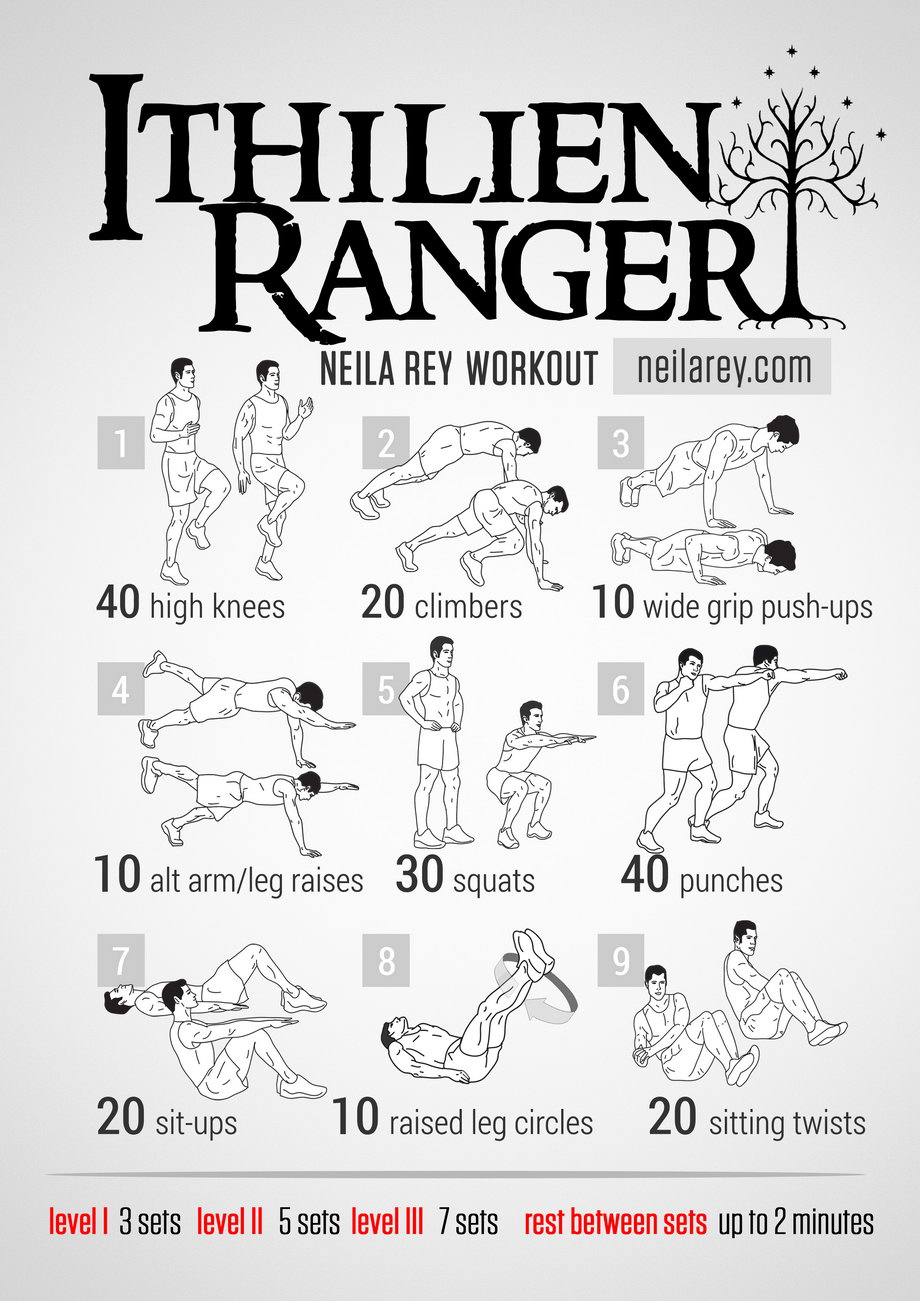 ITHILIEN
RANGER
NEILA REY WORKOUT neilarey.com
1
2
3
40 high knees
20 climbers
10 wide grip push-ups
4
5
6
10 alt arm/leg raises
30 squats
40 punches
7
8
9
20 sit-ups
10 raised leg circles
20 sitting twists
level I 3 sets level II 5 sets level III 7 sets rest between sets up to 2 minutes